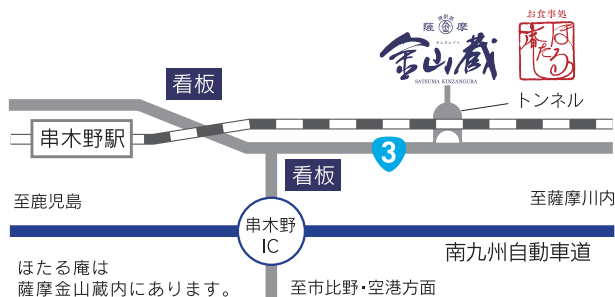 薩摩
金山蔵
SATSUMA KINZANGURA
お食事処
ほたる庵
看板
トンネル
串木野駅
3
看板
至鹿児島
至薩摩川内
串木野
IC
南九州自動車道
ほたる庵は
薩摩金山蔵内にあります。
至市比野・空港方面